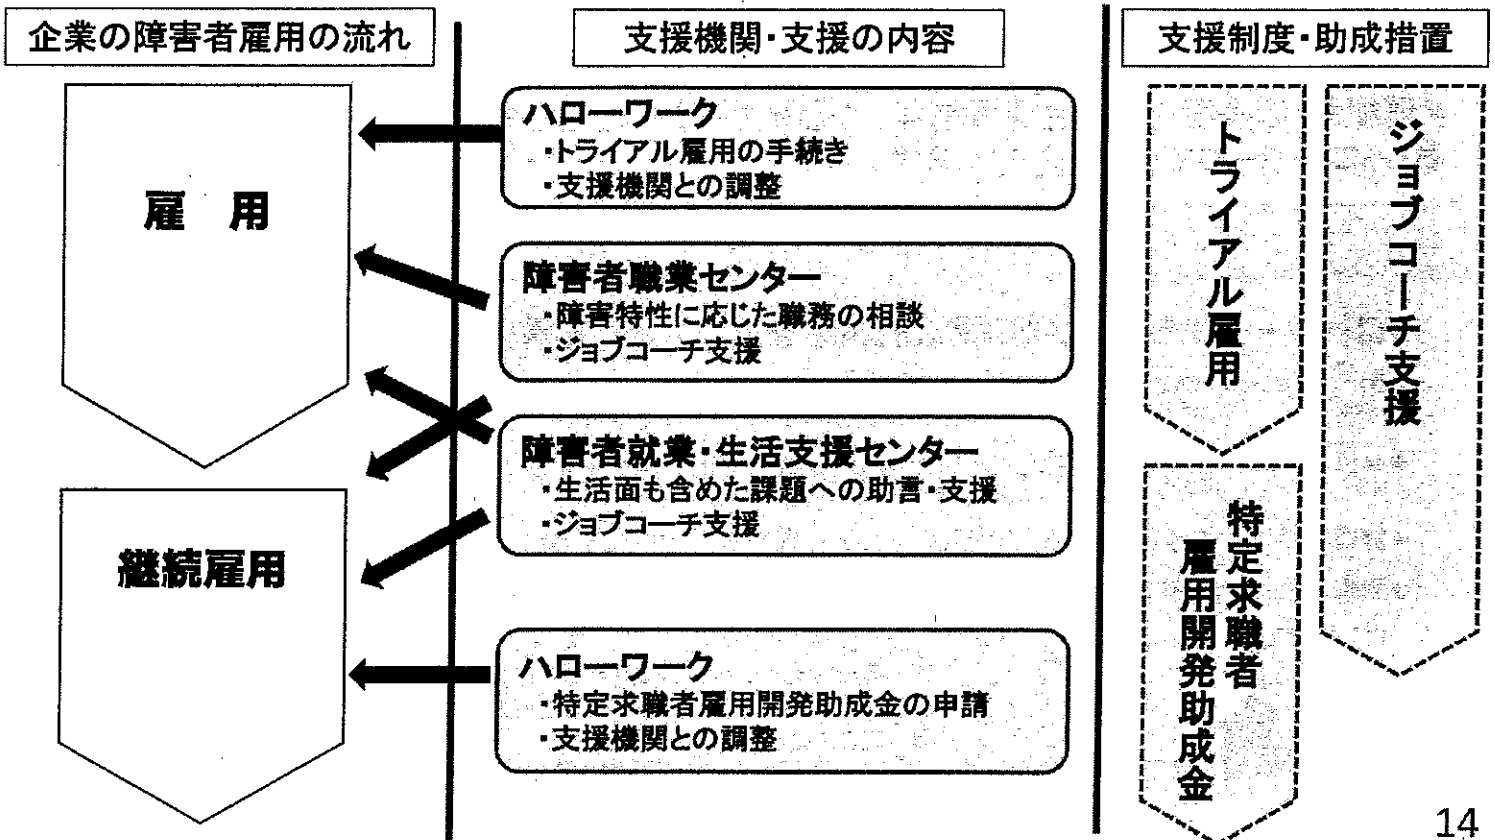 企業の障害者雇用の流れ
支援機関・支援の内容
支援制度・助成措置
雇　用
継続雇用
ハローワーク
・トライアル雇用の手続き
・支援機関との調整
障害者職業センター
・障害特性に応じた職務の相談
・ジョブコーチ支援
障害者就業・生活支援センター
・生活面も含めた課題への助言・支援
・ジョブコーチ支援
ハローワーク
・特定求職者雇用開発助成金の申請
・支援機関との調整
トライアル雇用
ジョブコーチ支援
特定求職者
雇用開発助成金
14